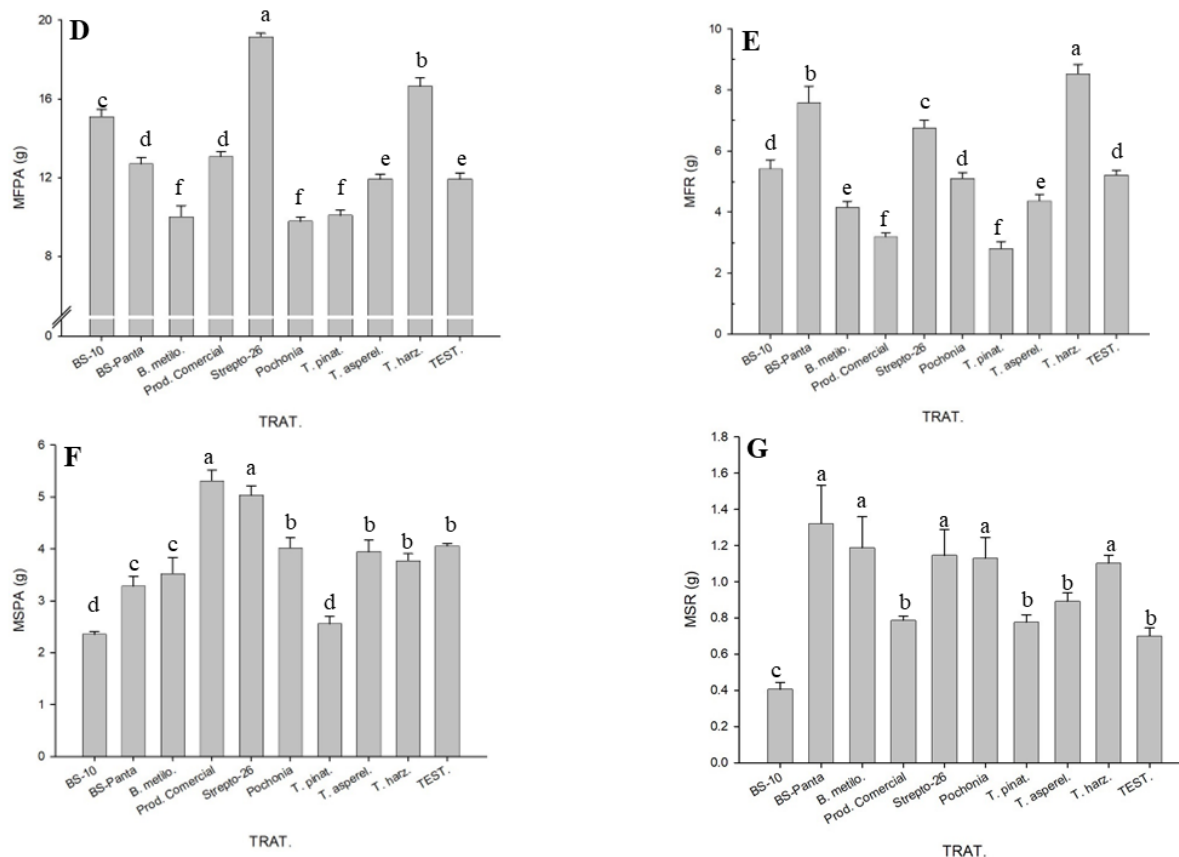 D
MFPA (g)
20
16
12
8
0
c
d
f
d
a
f
f
e
b
e
BS-10
BS-Panta
B. metilo.
Prod. Comercial
Strepto-26
Pochonia
T. pinat.
T. asperel.
T. harz.
TEST.
TRAT.
E
MFR (g)
10
8
6
4
2
0
d
b
e
f
c
d
f
e
a
d
BS-10
BS-Panta
B. metilo.
Prod. Comercial
Strepto-26
Pochonia
T. pinat.
T. asperel.
T. harz.
TEST.
TRAT.
F
MSPA (g)
6
5
4
3
2
1
0
d
c
c
a
a
b
d
b
b
b
BS-10
BS-Panta
B. metilo.
Prod. Comercial
Strepto-26
Pochonia
T. pinat.
T. asperel.
T. harz.
TEST.
TRAT.
G
MSR (g)
1.8
1.6
1.4
1.2
1.0
0.8
0.6
0.4
0.2
0.0
c
a
a
b
a
a
b
b
a
b
BS-10
BS-Panta
B. metilo.
Prod. Comercial
Strepto-26
Pochonia
T. pinat.
T. asperel.
T. harz.
TEST.
TRAT.